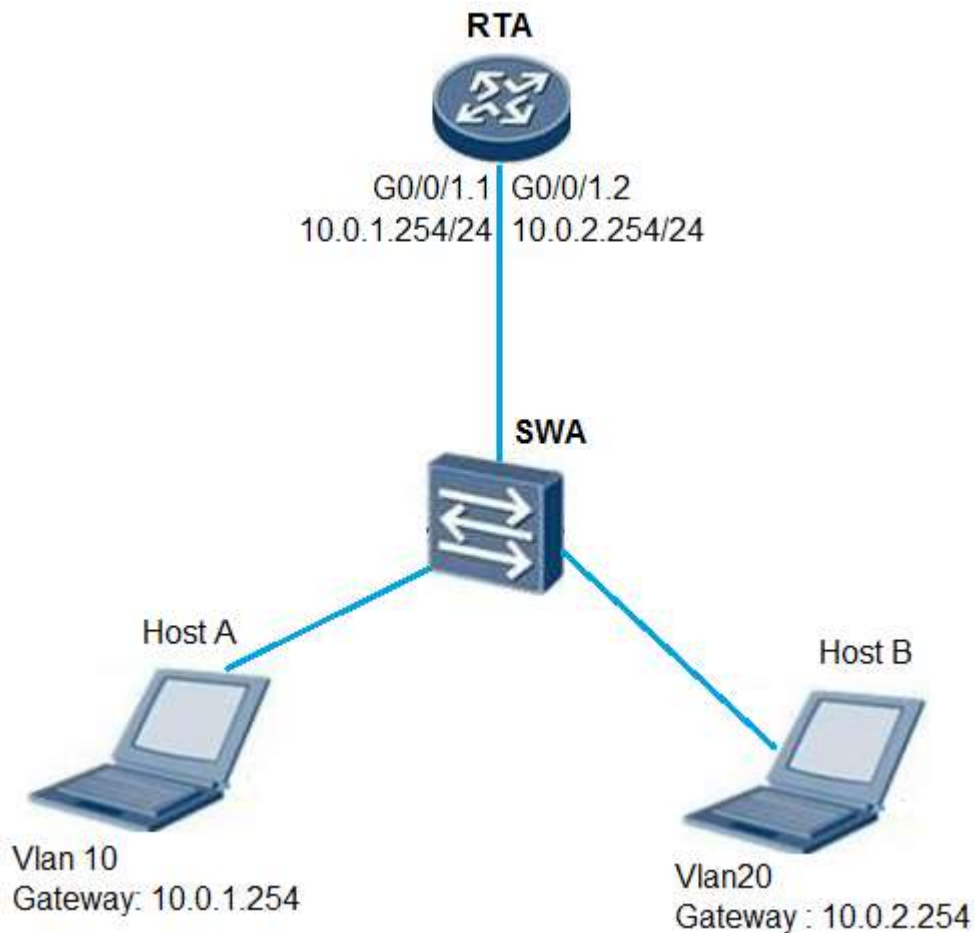 RTA
G0/0/1.1 G0/0/1.2
10.0.1.254/24 10.0.2.254/24
SWA
Host A
Host B
Vlan 10
Gateway: 10.0.1.254
Vlan20
Gateway : 10.0.2.254